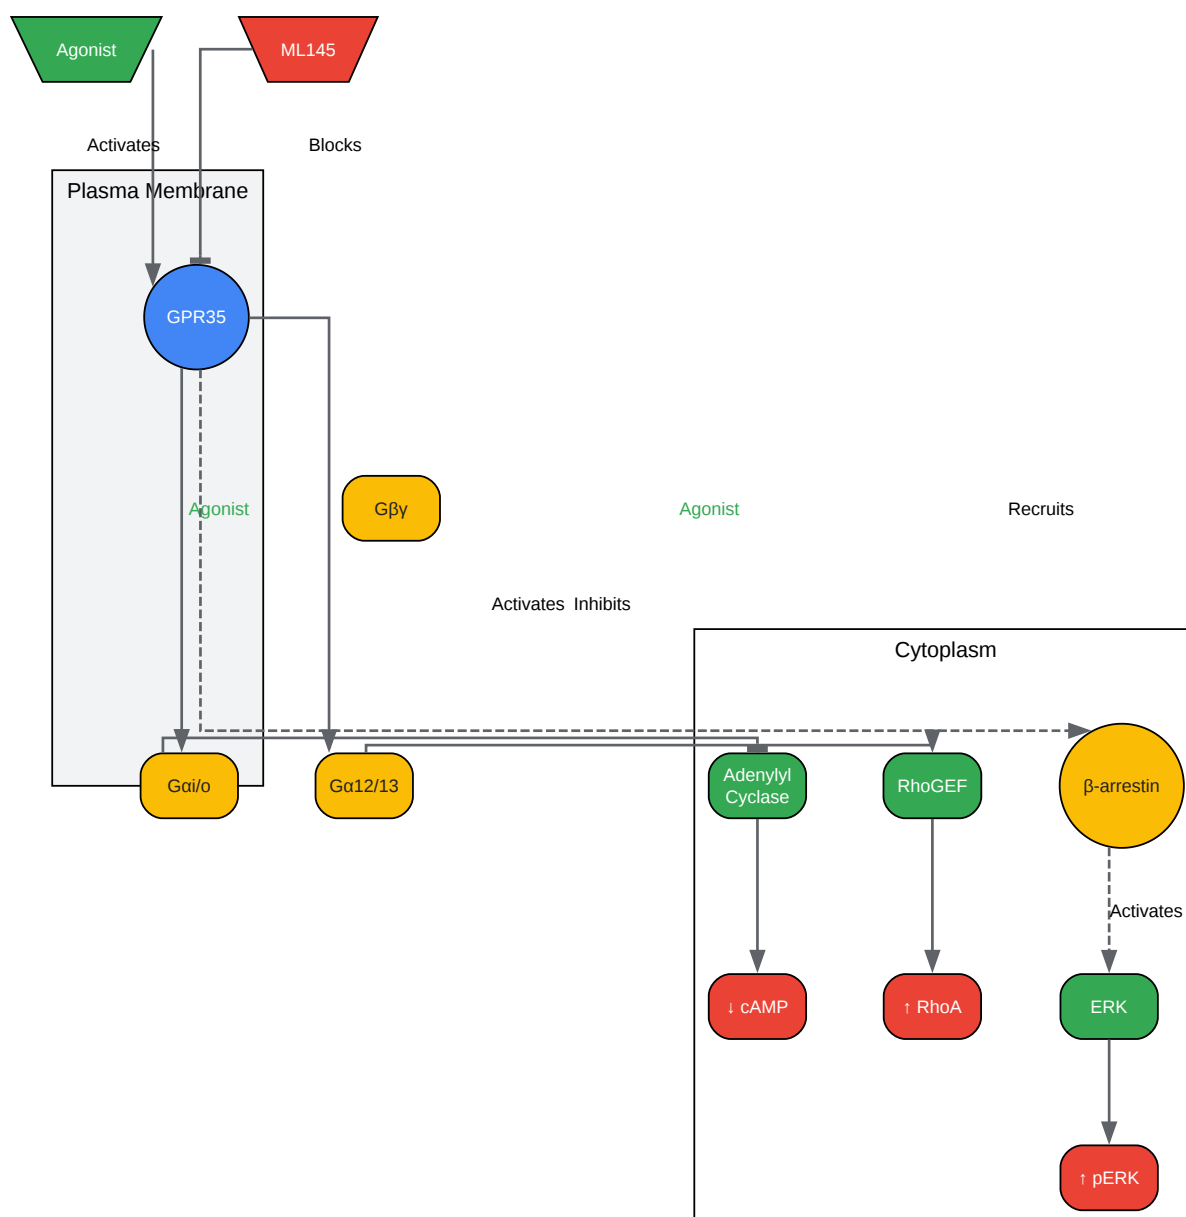 Agonist
ML145
Activates
Blocks
Plasma Membrane
GPR35
Agonist
Gβγ
Agonist
Recruits
Activates
Inhibits
Cytoplasm
Gαi/o
Gα12/13
Adenylyl
Cyclase
RhoGEF
β-arrestin
Activates
↓ cAMP
↑ RhoA
ERK
↑ pERK